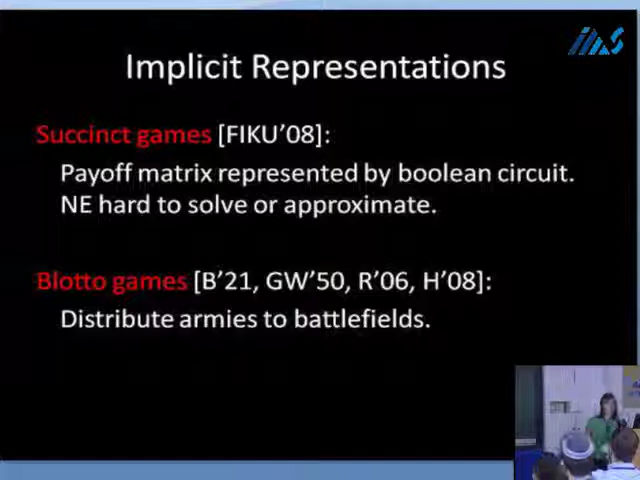 IMS
Implicit Representations
Succinct games [FIKU'08]:
Payoff matrix represented by boolean circuit.
NE hard to solve or approximate.
Blotto games [B'21, GW'50, R'06, H'08]:
Distribute armies to battlefields.